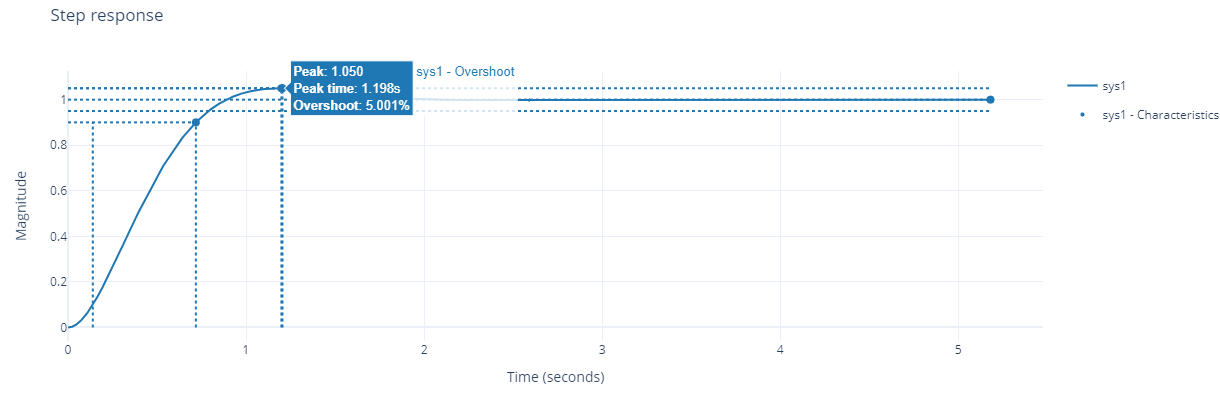 Step response
Peak: 1.050
sys1 - Overshoot
Peak time: 1.198s
Overshoot: 5.001%
sys1
sys1 - Characteristics
1
0.8
0.6
0.4
0.2
0
Magnitude
0
1
2
3
4
5
Time (seconds)